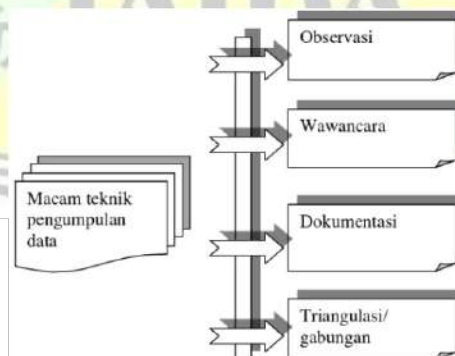 Observasi
Wawancara
Macam teknik
pengumpulan
data
Dokumentasi
Triangulasi/
gabungan